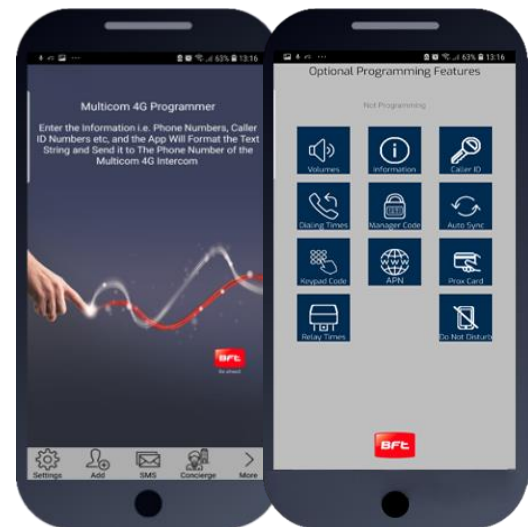 63% 13:16
Multicom 4G Programmer
Enter the Information i.e. Phone Numbers, Caller
ID Numbers etc, and the App Will Format the Text
String and Send it to The Phone Number of the
Multicom 4G Intercom
BFT
Be ahead
Settings Add SMS Concierge More
63% 13:16
Optional Programming Features
Not Programming
Volumes Information Caller ID
Dialing Times Manager Code Auto Sync
Keypad Code APN Prox Card
Relay Times Do Not Disturb
BFT